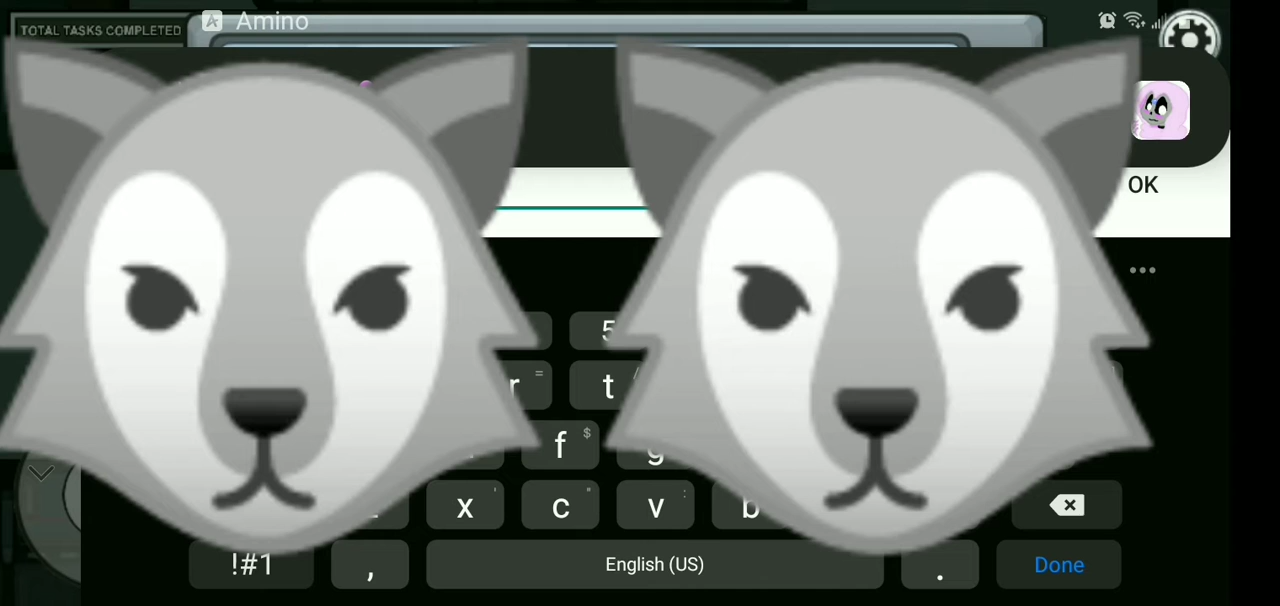 Amino
TOTAL TASKS COMPLETED
OK
5
r =
t
f $
g
x '
c "
v :
b
!#1
,
English (US)
.
Done